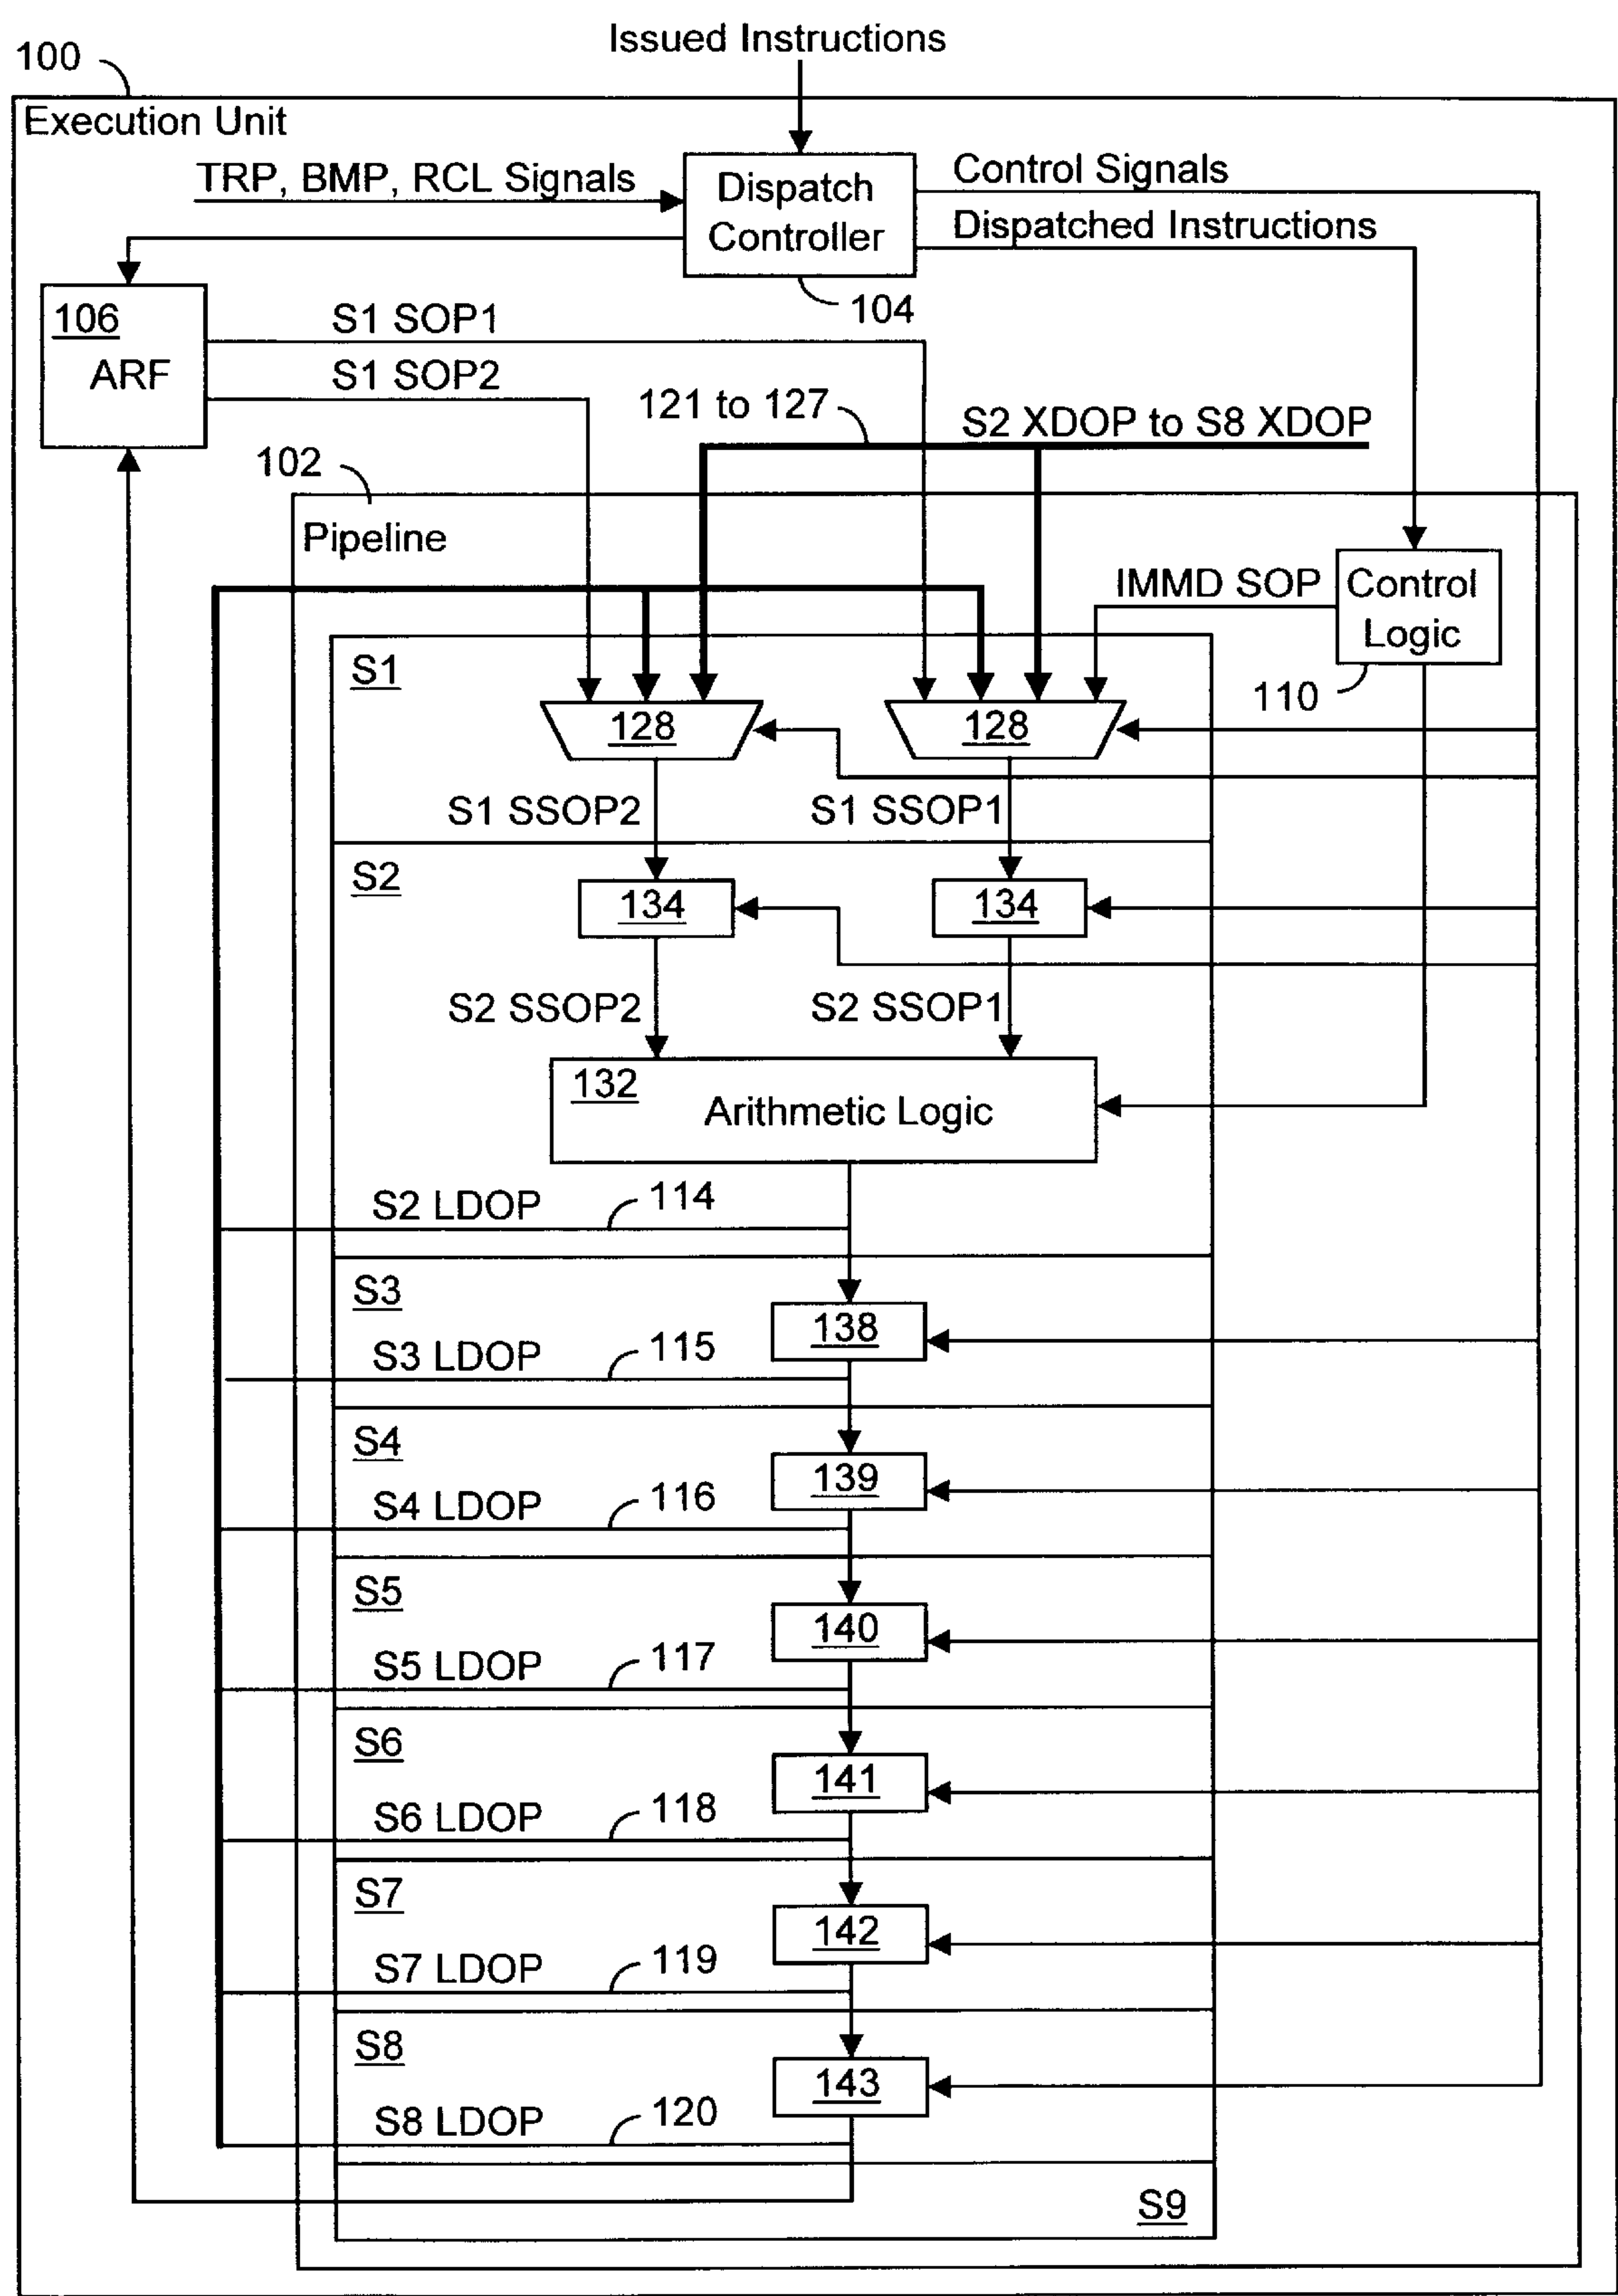 Issued Instructions
100
Execution Unit
TRP, BMP, RCL Signals
Dispatch
Controller
Control Signals
Dispatched Instructions
104
106
ARF
S1 SOP1
S1 SOP2
121 to 127
S2 XDOP to S8 XDOP
102
Pipeline
IMMD SOP
Control
Logic
110
S1
128
128
S1 SSOP2
S1 SSOP1
S2
134
134
S2 SSOP2
S2 SSOP1
132
Arithmetic Logic
S2 LDOP
114
S3
138
S3 LDOP
115
S4
139
S4 LDOP
116
S5
140
S5 LDOP
117
S6
141
S6 LDOP
118
S7
142
S7 LDOP
119
S8
143
S8 LDOP
120
S9